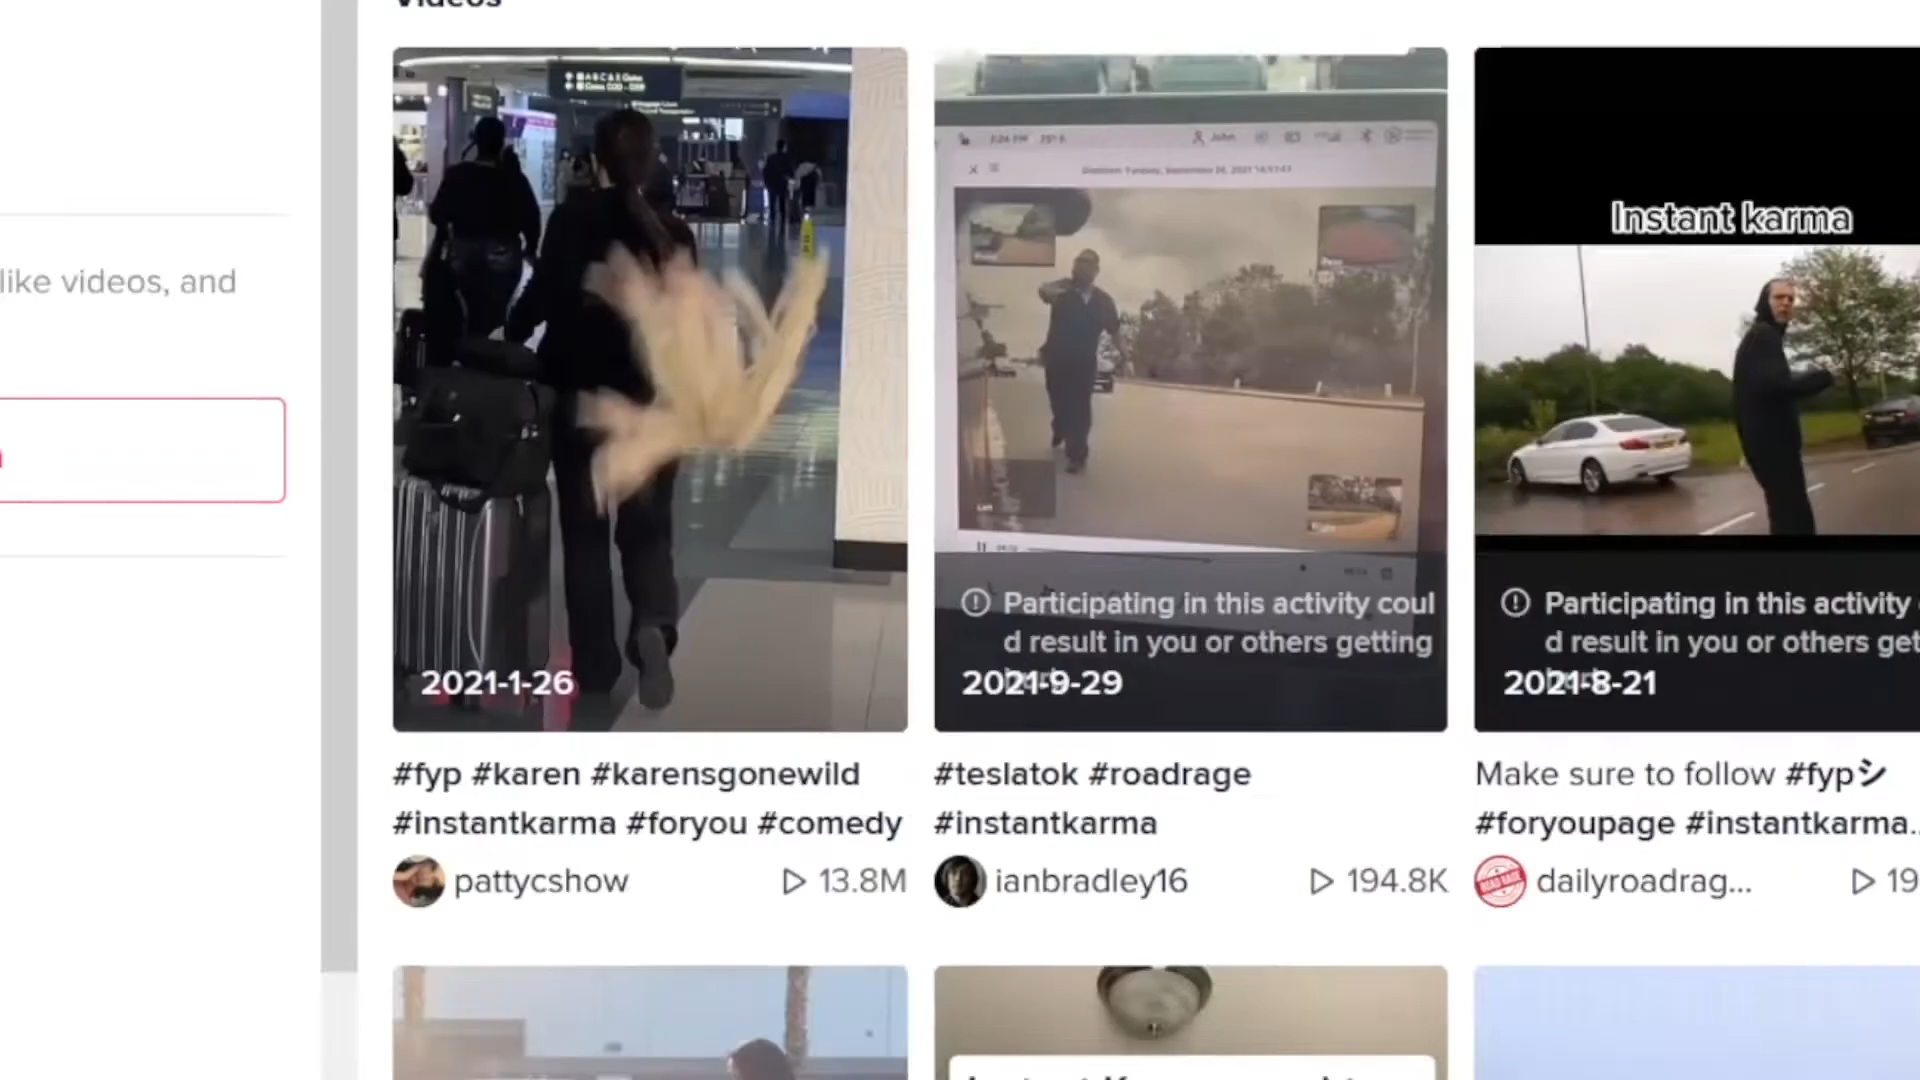 Videos
like videos, and
2021-1-26
#fyp #karen #karensgonewild
#instantkarma #foryou #comedy
pattycshow
13.8M
John
Participating in this activity coul
d result in you or others getting
2021-9-29
#teslatok #roadrage
#instantkarma
ianbradley16
194.8K
Instant karma
Participating in this activity
d result in you or others get
2021-8-21
Make sure to follow #fypシ
#foryoupage #instantkarma...
dailyroadrag...
19